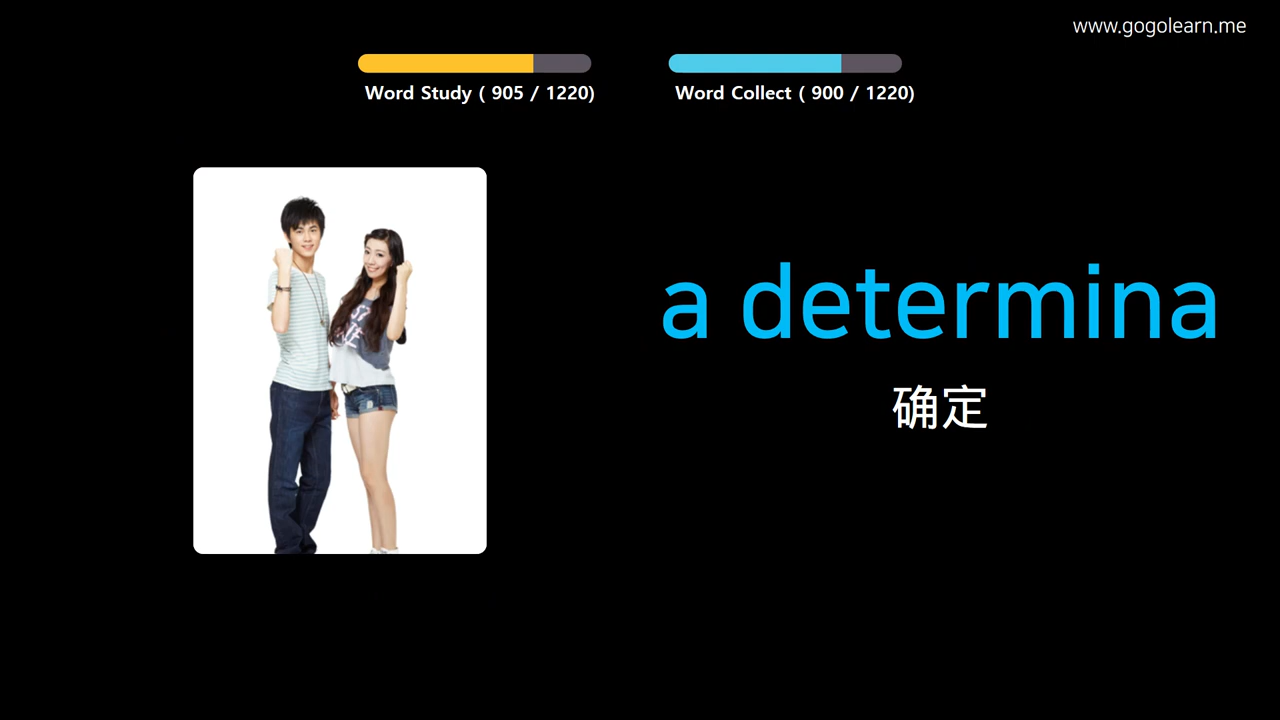 www.gogolearn.me
Word Study ( 905 / 1220)
Word Collect ( 900 / 1220)
a determina
确定